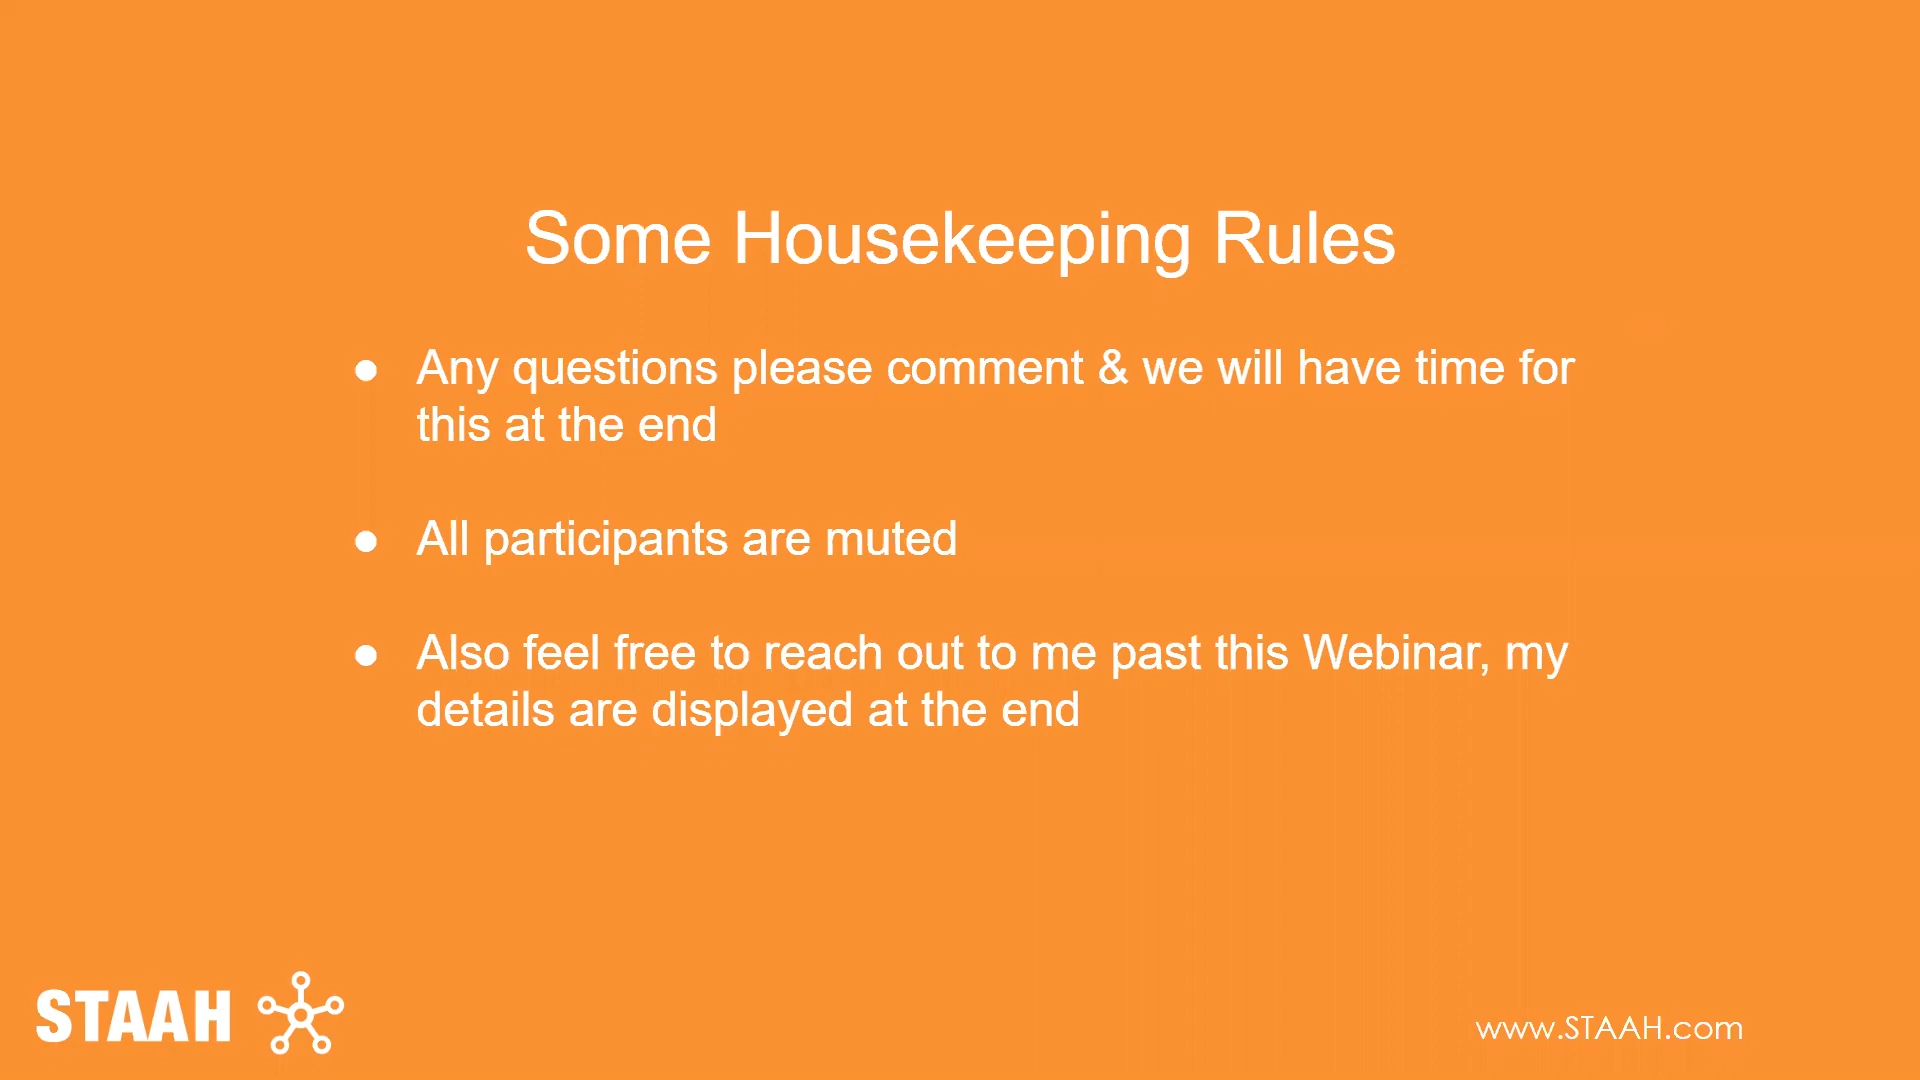 Some Housekeeping Rules
● Any questions please comment & we will have time for
this at the end
● All participants are muted
● Also feel free to reach out to me past this Webinar, my
details are displayed at the end
STAAH
www.STAAH.com